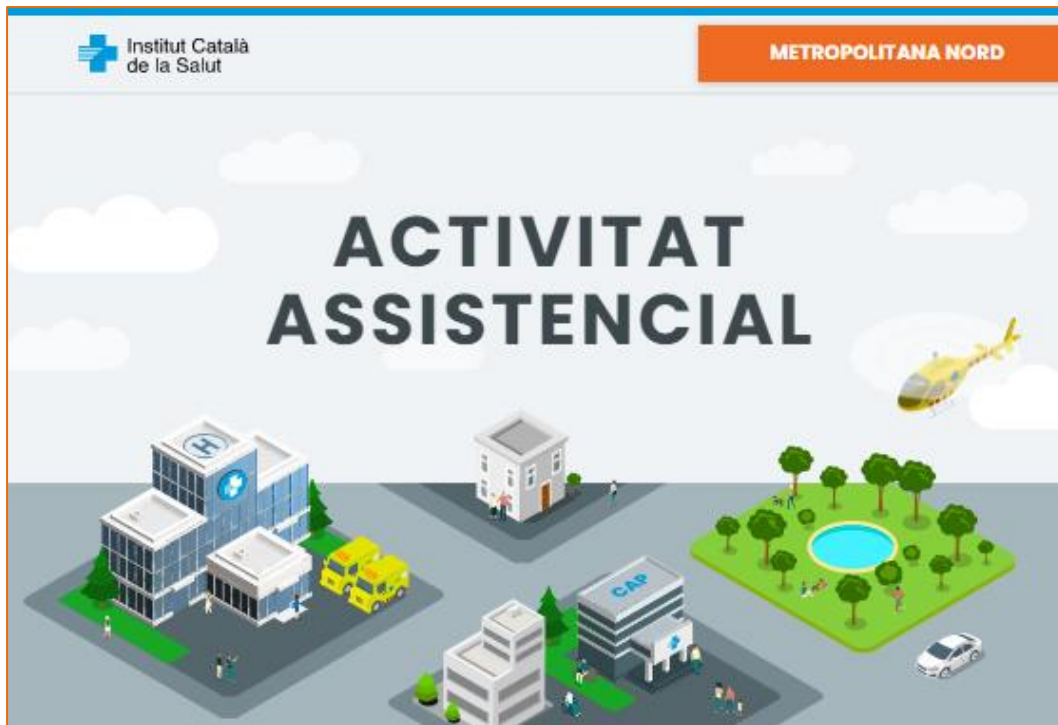 Institut Català
de la Salut
METROPOLITANA NORD
ACTIVITAT
ASSISTENCIAL
H
CAP